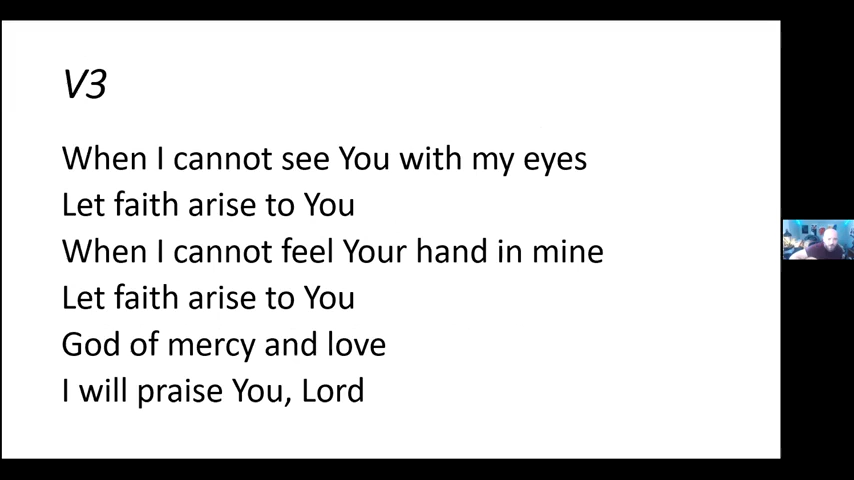 V3
When I cannot see You with my eyes
Let faith arise to You
When I cannot feel Your hand in mine
Let faith arise to You
God of mercy and love
I will praise You, Lord